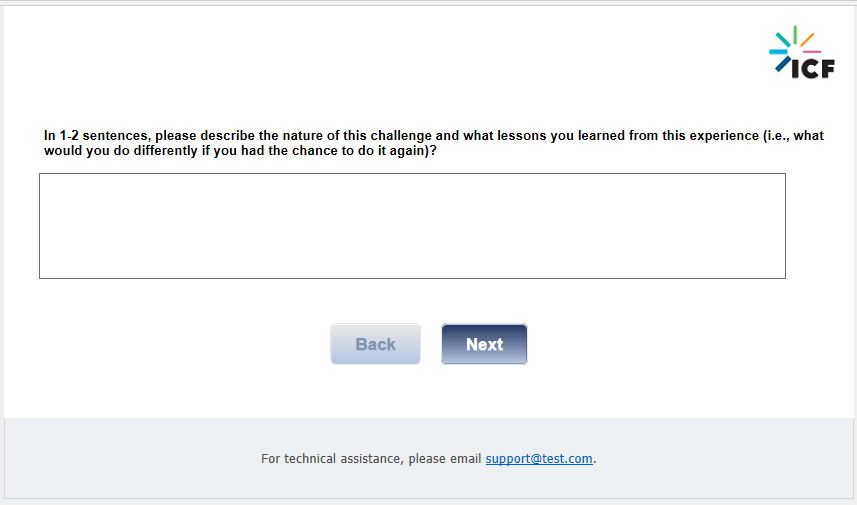 ICF
In 1-2 sentences, please describe the nature of this challenge and what lessons you learned from this experience (i.e., what
would you do differently if you had the chance to do it again)?
Back
Next
For technical assistance, please email support@test.com.